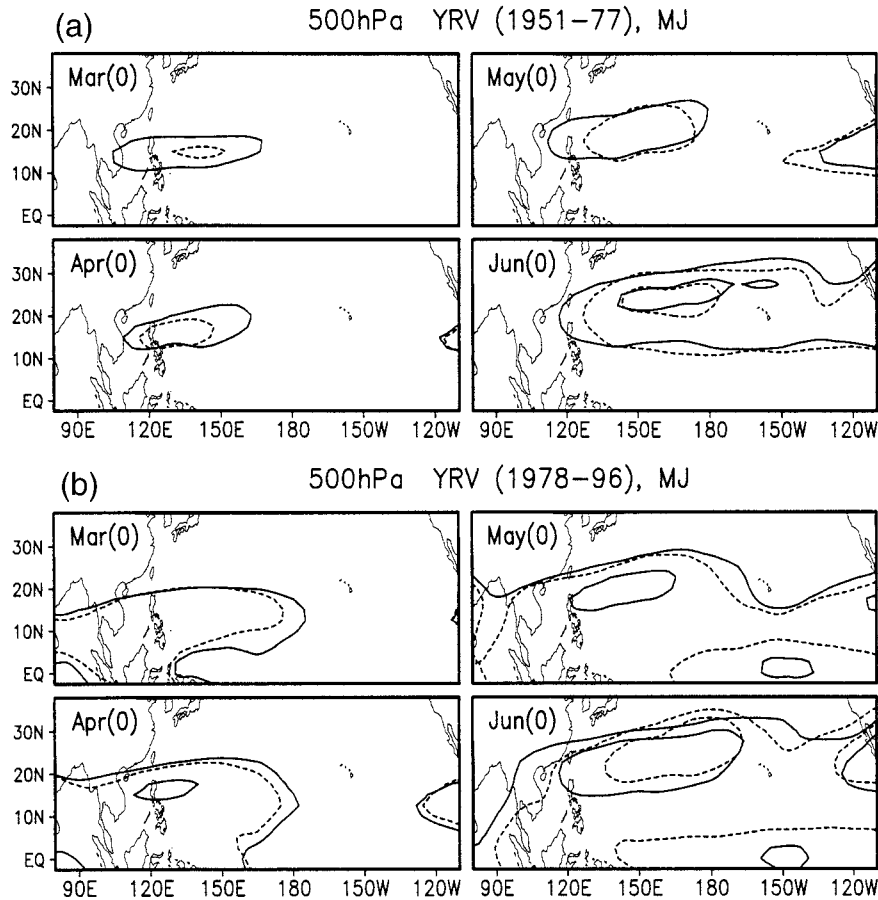 (a) 500hPa YRV (1951-77), MJ
Mar(0) May(0)
30N
20N
10N
EQ
Apr(0) Jun(0)
30N
20N
10N
EQ
90E 120E 150E 180 150W 120W 90E 120E 150E 180 150W 120W
(b) 500hPa YRV (1978-96), MJ
Mar(0) May(0)
30N
20N
10N
EQ
Apr(0) Jun(0)
30N
20N
10N
EQ
90E 120E 150E 180 150W 120W 90E 120E 150E 180 150W 120W